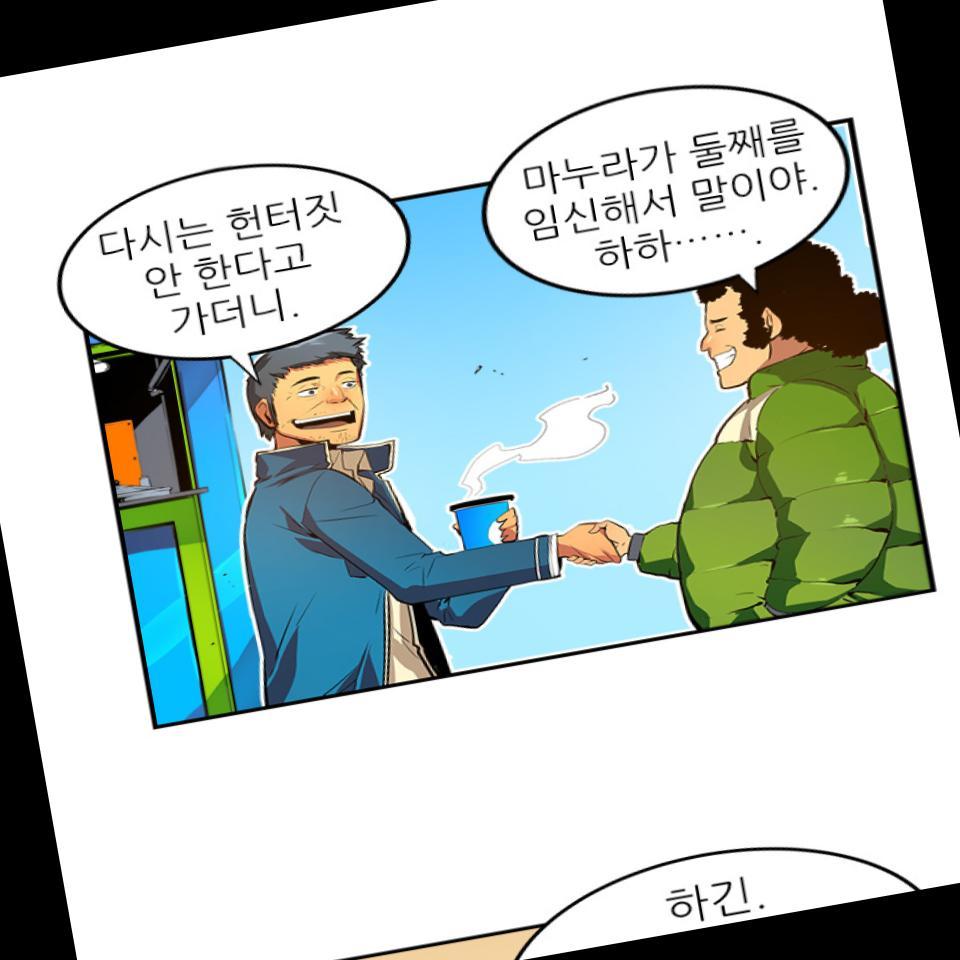 다시는 헌터짓
안 한다고
가더니.
마누라가 둘째를
임신해서 말이야.
하하…….
하긴.